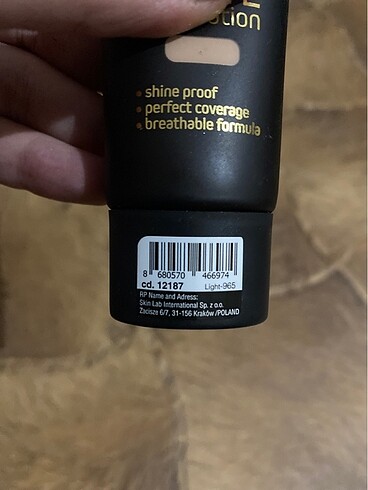 • shine proof
• perfect coverage
• breathable formula
8 680570 466974
cd. 12187 Light-965
RP Name and Adress:
Skin Lab International Sp. z o.o.
Zacisze 6/7, 31-156 Kraków /POLAND